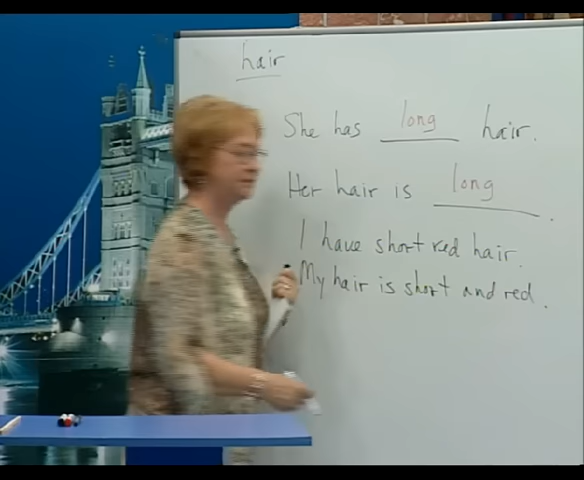 hair
She has long hair.
Her hair is long.
I have short red hair.
My hair is short and red.